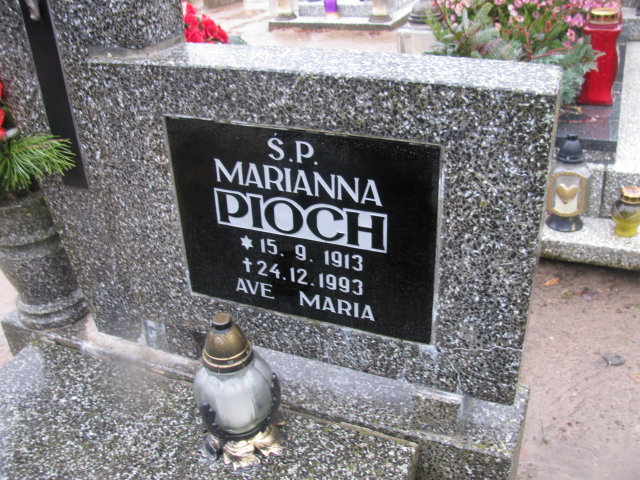 Ś.P.
MARIANNA
PIOCH
* 15. 9. 1913
† 24.12.1993
AVE MARIA